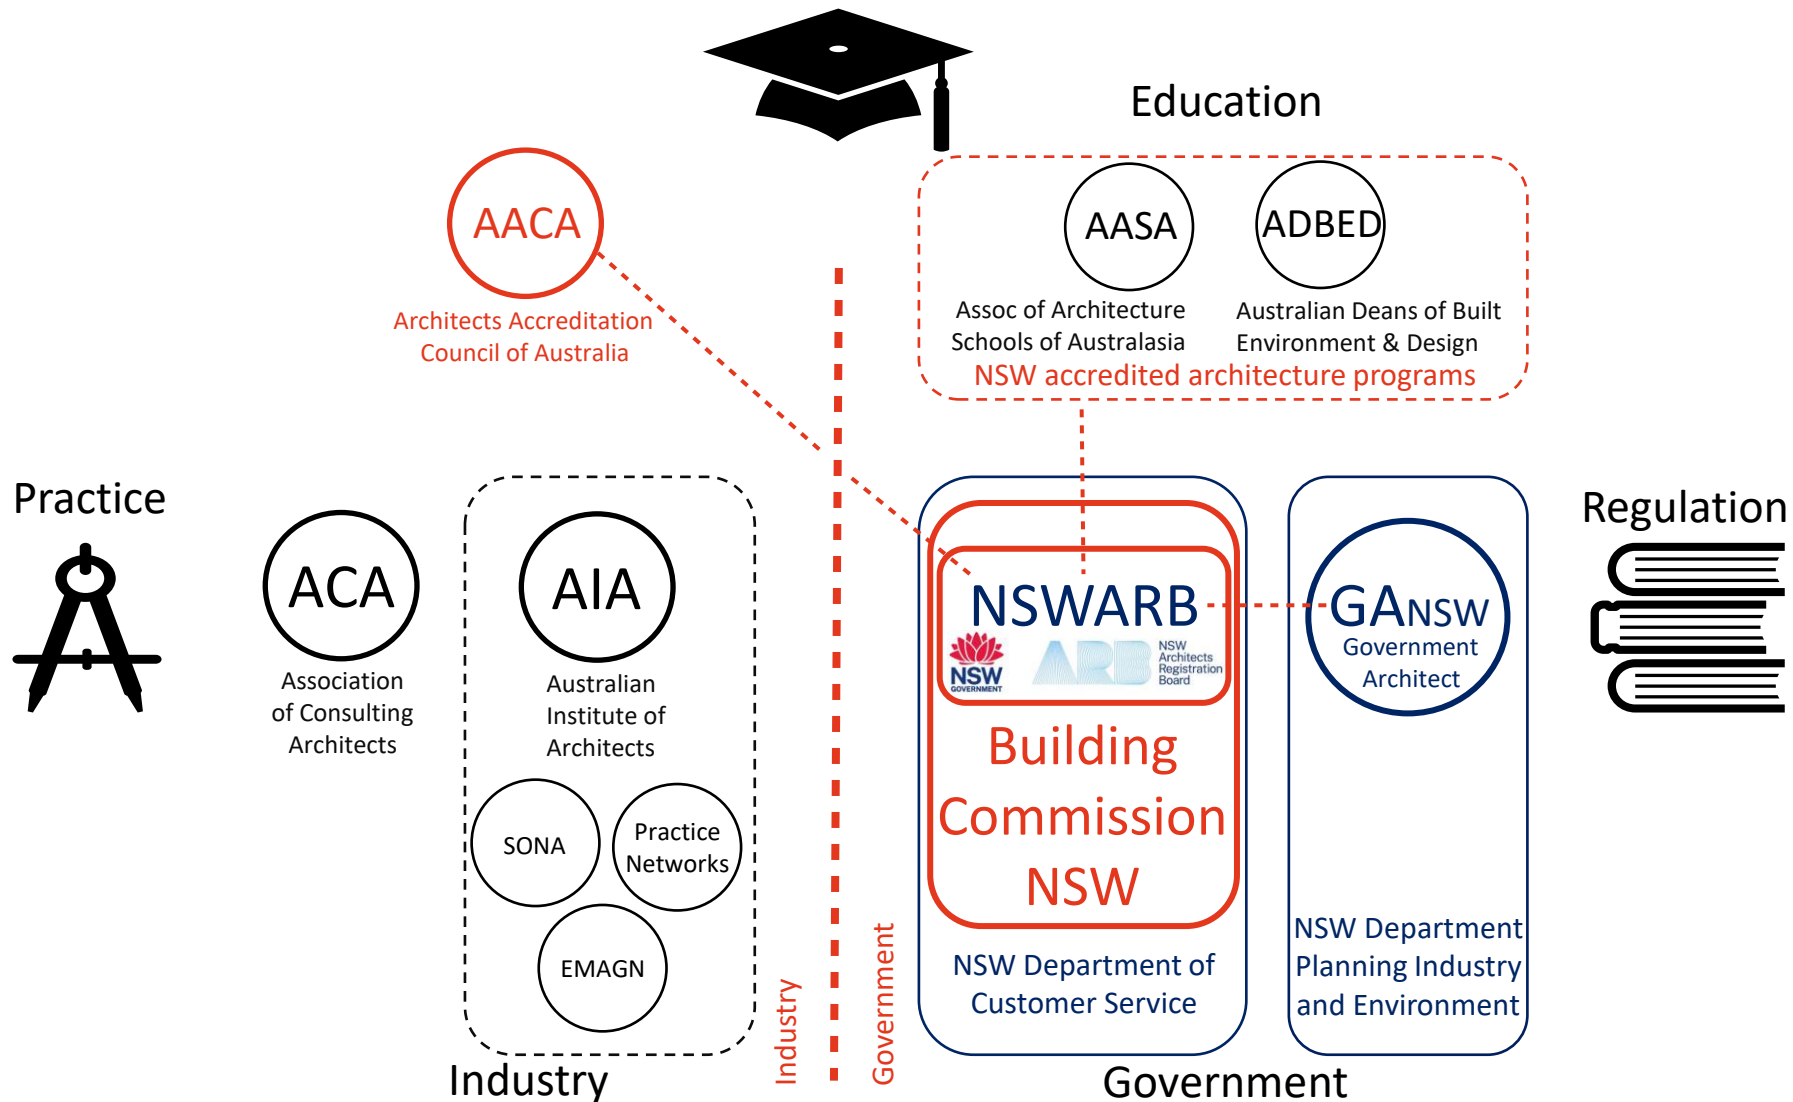 Education
AACA
Architects Accreditation
Council of Australia
AASA
Assoc of Architecture
Schools of Australasia
ADBED
Australian Deans of Built
Environment & Design
NSW accredited architecture programs
Practice
ACA
Association
of Consulting
Architects
AIA
Australian
Institute of
Architects
SONA
Practice
Networks
EMAGN
Industry
Industry
Government
NSWARB
NSW
GOVERNMENT
ARB
NSW
Architects
Registration
Board
Building
Commission
NSW
NSW Department of
Customer Service
GANSW
Government
Architect
NSW Department
Planning Industry
and Environment
Government
Regulation